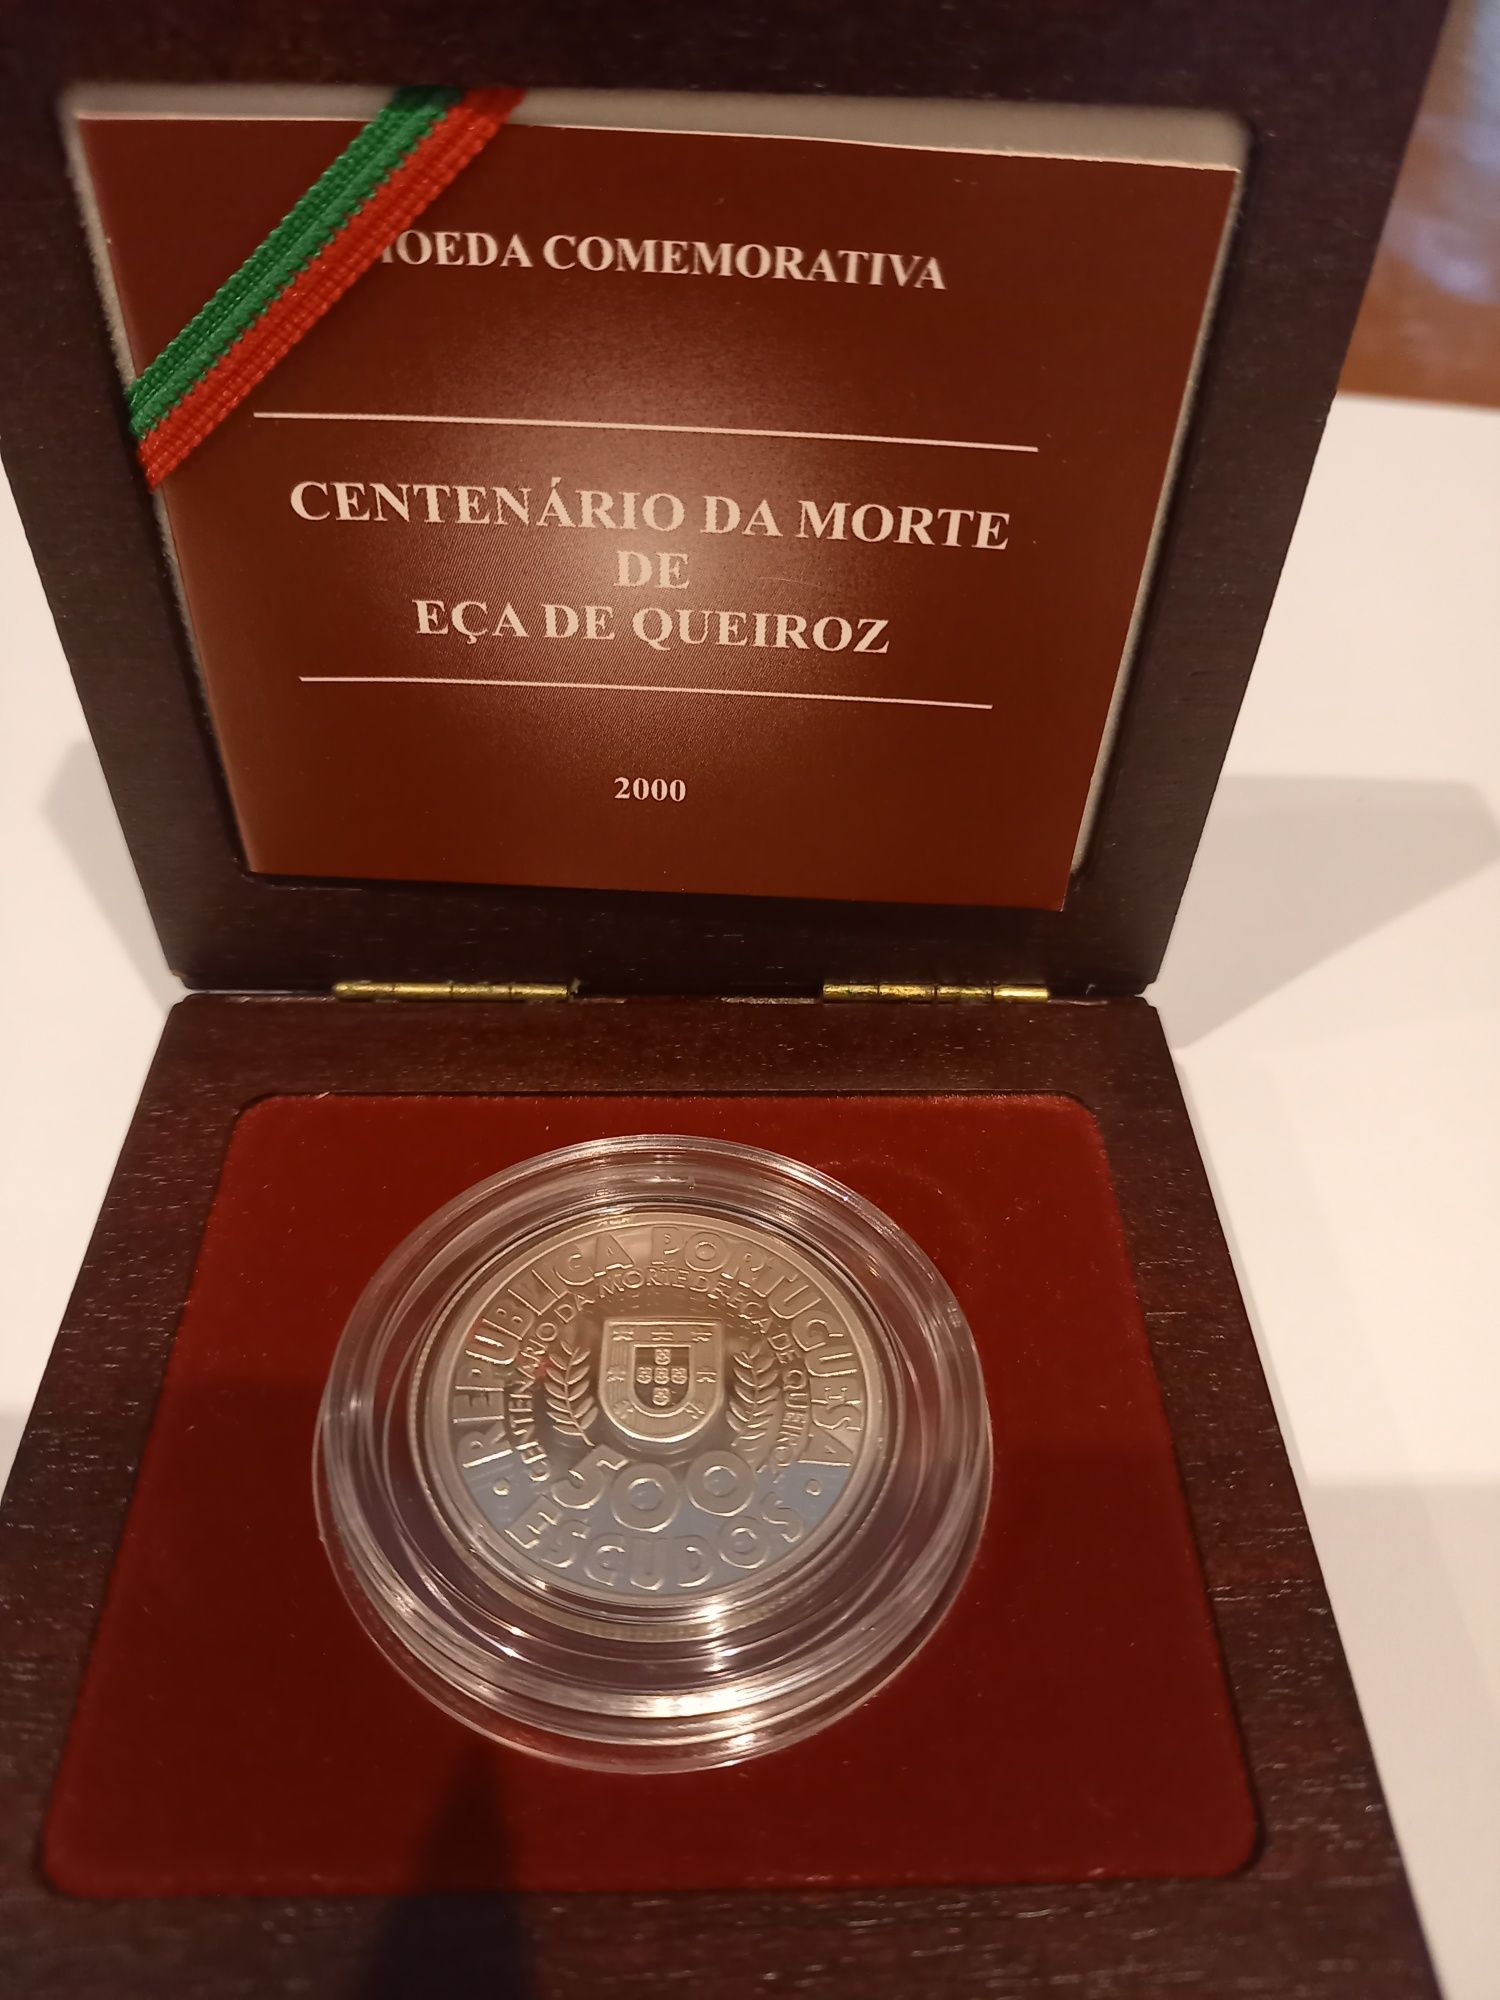 MOEDA COMEMORATIVA
CENTENÁRIO DA MORTE
DE
EÇA DE QUEIROZ
2000
REPÚBLICA PORTUGUESA
CENTENÁRIO DA MORTE DE EÇA DE QUEIROZ
500
ESCUDOS